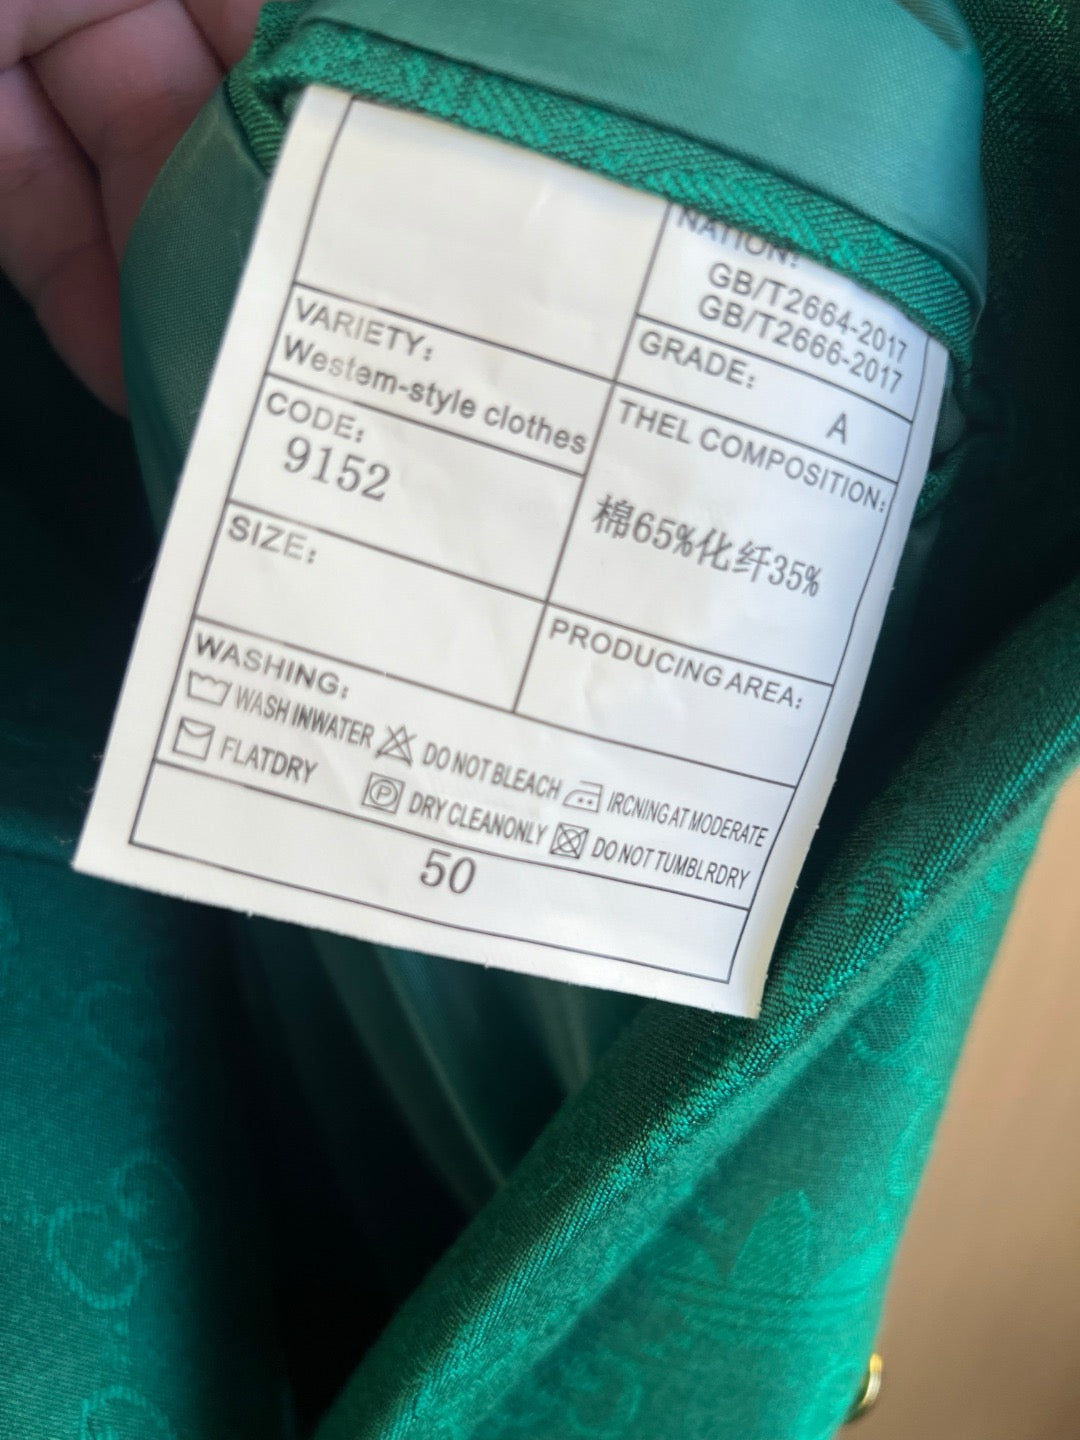 NATION:
GB/T2664-2017
GB/T2666-2017
VARIETY:
Westem-style clothes
GRADE:
A
CODE:
9152
THEL COMPOSITION:
棉65%化纤35%
SIZE:
PRODUCING AREA:
WASHING:
WASH INWATER DO NOT BLEACH IRCNING AT MODERATE
FLATDRY P DRY CLEANONLY DO NOT TUMBLRDRY
50